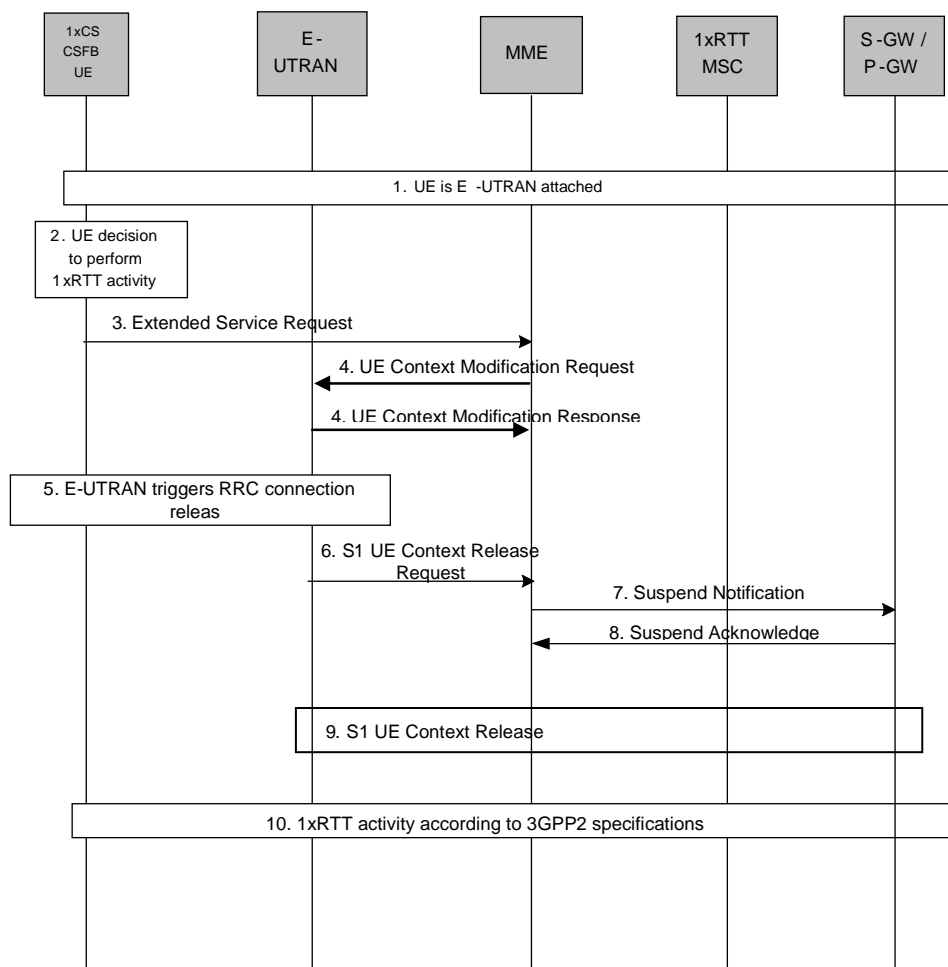 1xCS
CSFB
UE
E-
UTRAN
MME
1xRTT
MSC
S-GW /
P-GW
1. UE is E -UTRAN attached
2. UE decision
to perform
1xRTT activity
3. Extended Service Request
4. UE Context Modification Request
4. UE Context Modification Response
5. E-UTRAN triggers RRC connection
releas
6. S1 UE Context Release
Request
7. Suspend Notification
8. Suspend Acknowledge
9. S1 UE Context Release
10. 1xRTT activity according to 3GPP2 specifications